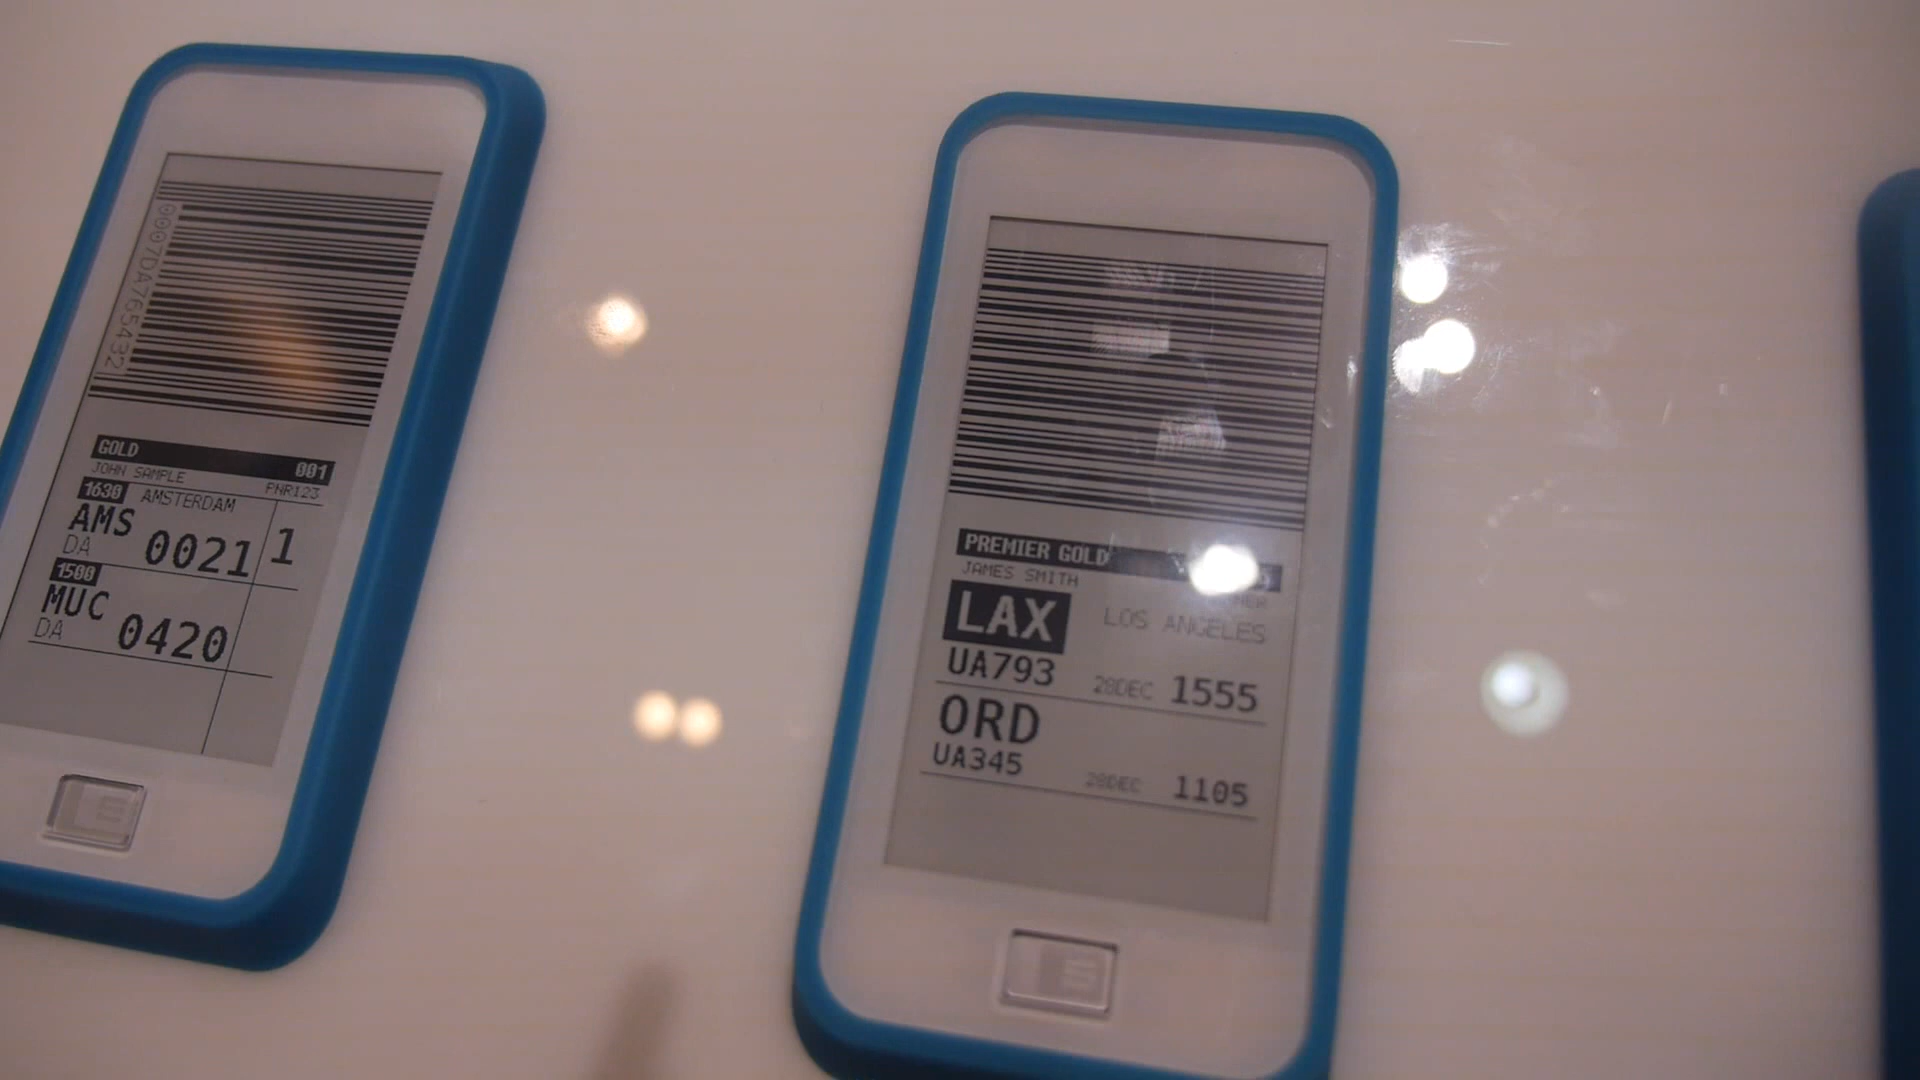 0007DA765432
GOLD 001
JOHN SAMPLE PNR123
1630 AMSTERDAM
AMS
DA 0021 1
1500
MUC
DA 0420
PREMIER GOLD
JAMES SMITH
LAX LOS ANGELES
UA793 28DEC 1555
ORD
UA345 28DEC 1105